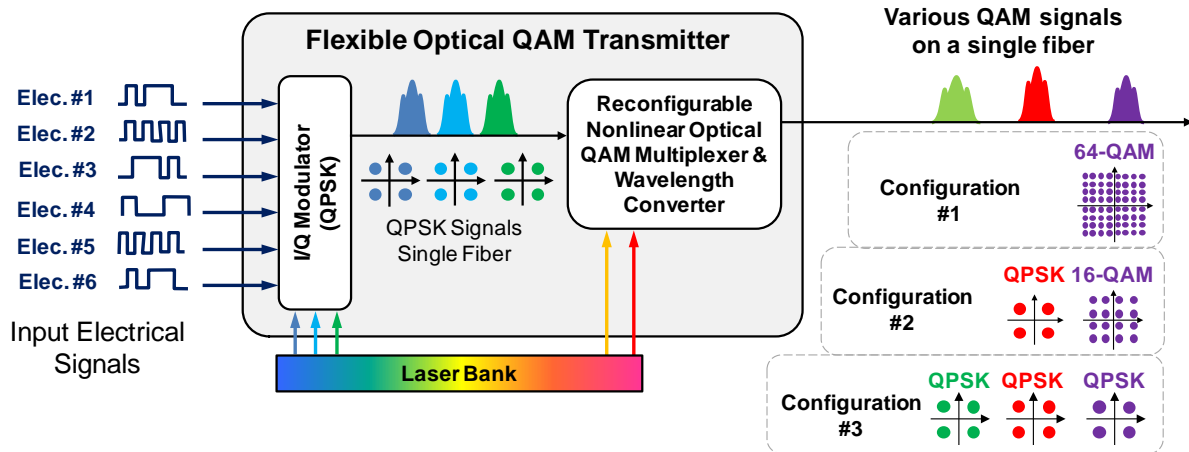 Flexible Optical QAM Transmitter
Various QAM signals
on a single fiber
Elec. #1
Elec. #2
Elec. #3
Elec. #4
Elec. #5
Elec. #6
Input Electrical
Signals
I/Q Modulator
(QPSK)
QPSK Signals
Single Fiber
Reconfigurable
Nonlinear Optical
QAM Multiplexer &
Wavelength
Converter
Laser Bank
64-QAM
Configuration
#1
QPSK 16-QAM
Configuration
#2
QPSK QPSK QPSK
Configuration
#3